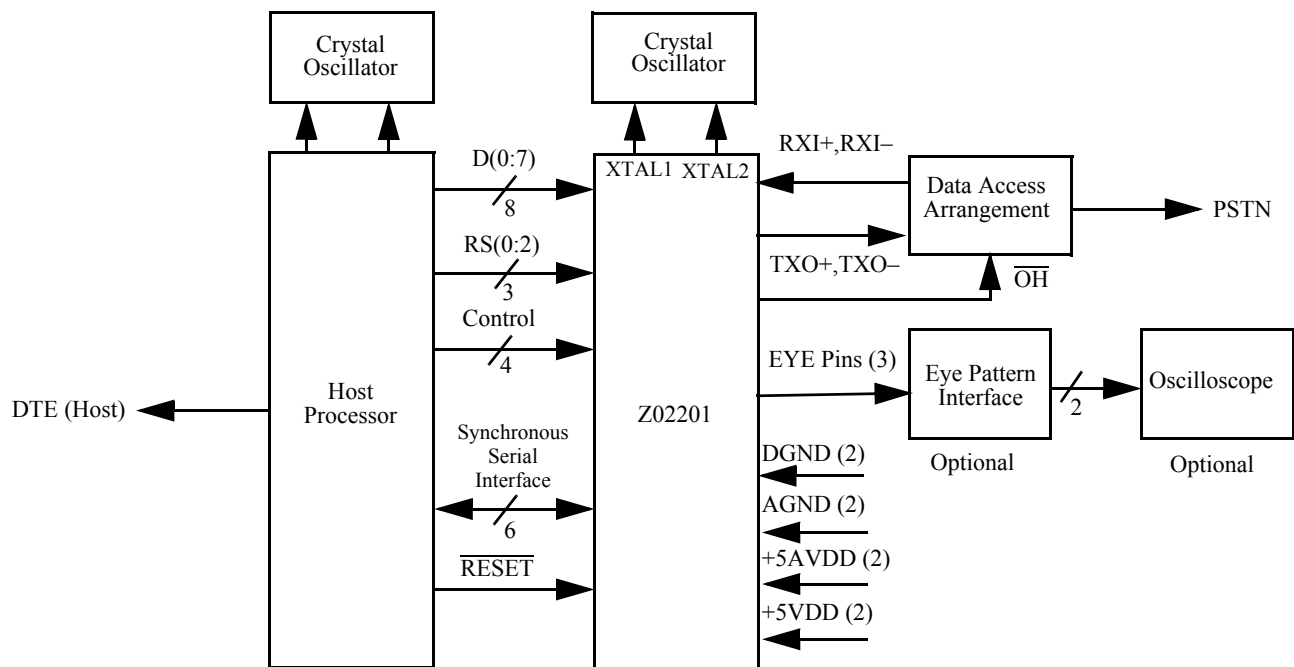 Crystal
Oscillator
Crystal
Oscillator
D(0:7)
8
RS(0:2)
3
Control
4
Host
Processor
DTE (Host)
Synchronous
Serial
Interface
6
R̅E̅S̅E̅T̅
XTAL1 XTAL2
Z02201
RXI+,RXI–
TXO+,TXO–
O̅H̅
Data Access
Arrangement
PSTN
EYE Pins (3)
Eye Pattern
Interface
Optional
2
Oscilloscope
Optional
DGND (2)
AGND (2)
+5AVDD (2)
+5VDD (2)